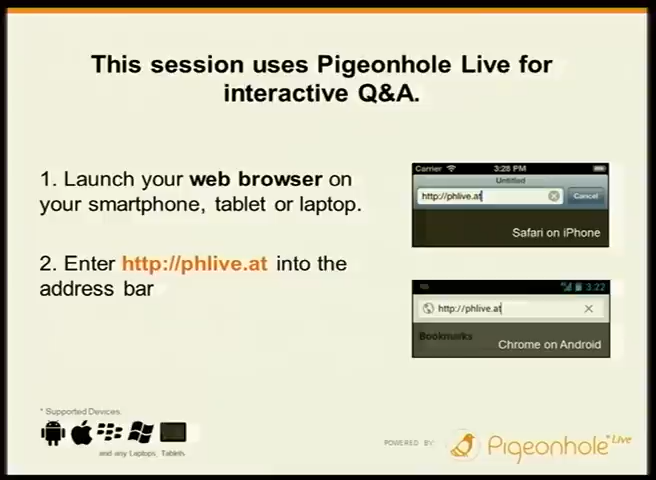 This session uses Pigeonhole Live for
interactive Q&A.
1. Launch your web browser on
your smartphone, tablet or laptop.
2. Enter http://phlive.at into the
address bar
Carrier 3:28 PM
Untitled
http://phlive.at
Cancel
Safari on iPhone
3:22
http://phlive.at
Bookmarks
Chrome on Android
* Supported Devices.
and any Laptops, Tablets
POWERED BY:
Pigeonhole Live